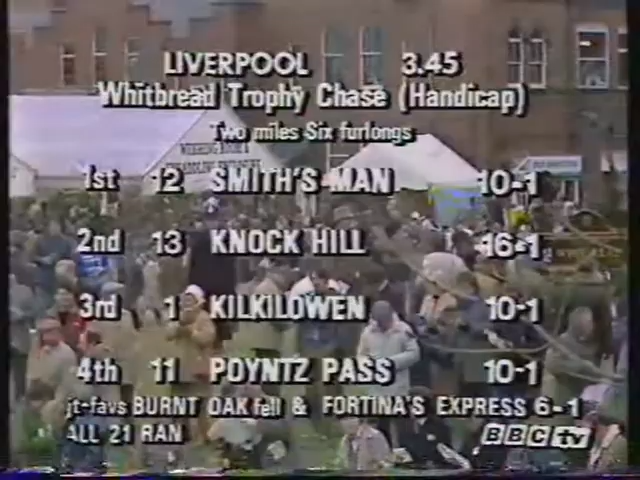 LIVERPOOL 3.45
Whitbread Trophy Chase (Handicap)
Two miles Six furlongs
1st 12 SMITH'S MAN 10-1
2nd 13 KNOCK HILL 16-1
3rd 1 KILKILOWEN 10-1
4th 11 POYNTZ PASS 10-1
jt-favs BURNT OAK fell & FORTINA'S EXPRESS 6-1
ALL 21 RAN
BBC tv